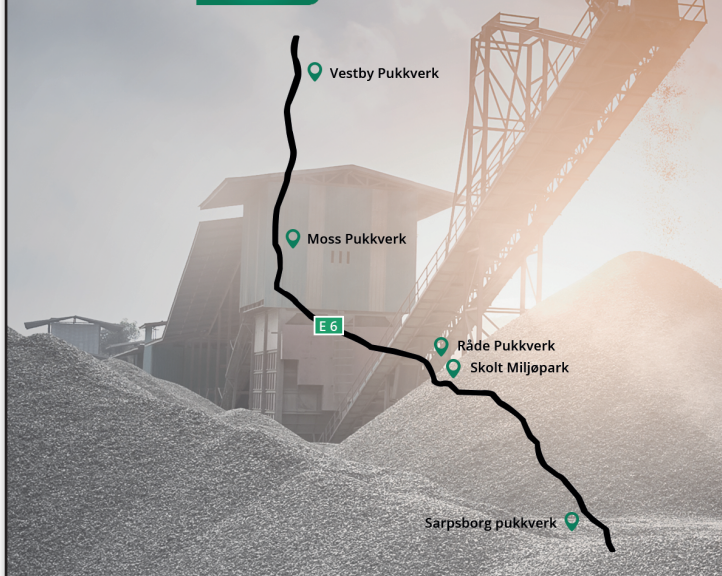 Vestby Pukkverk
Moss Pukkverk
E 6
Råde Pukkverk
Skolt Miljøpark
Sarpsborg pukkverk